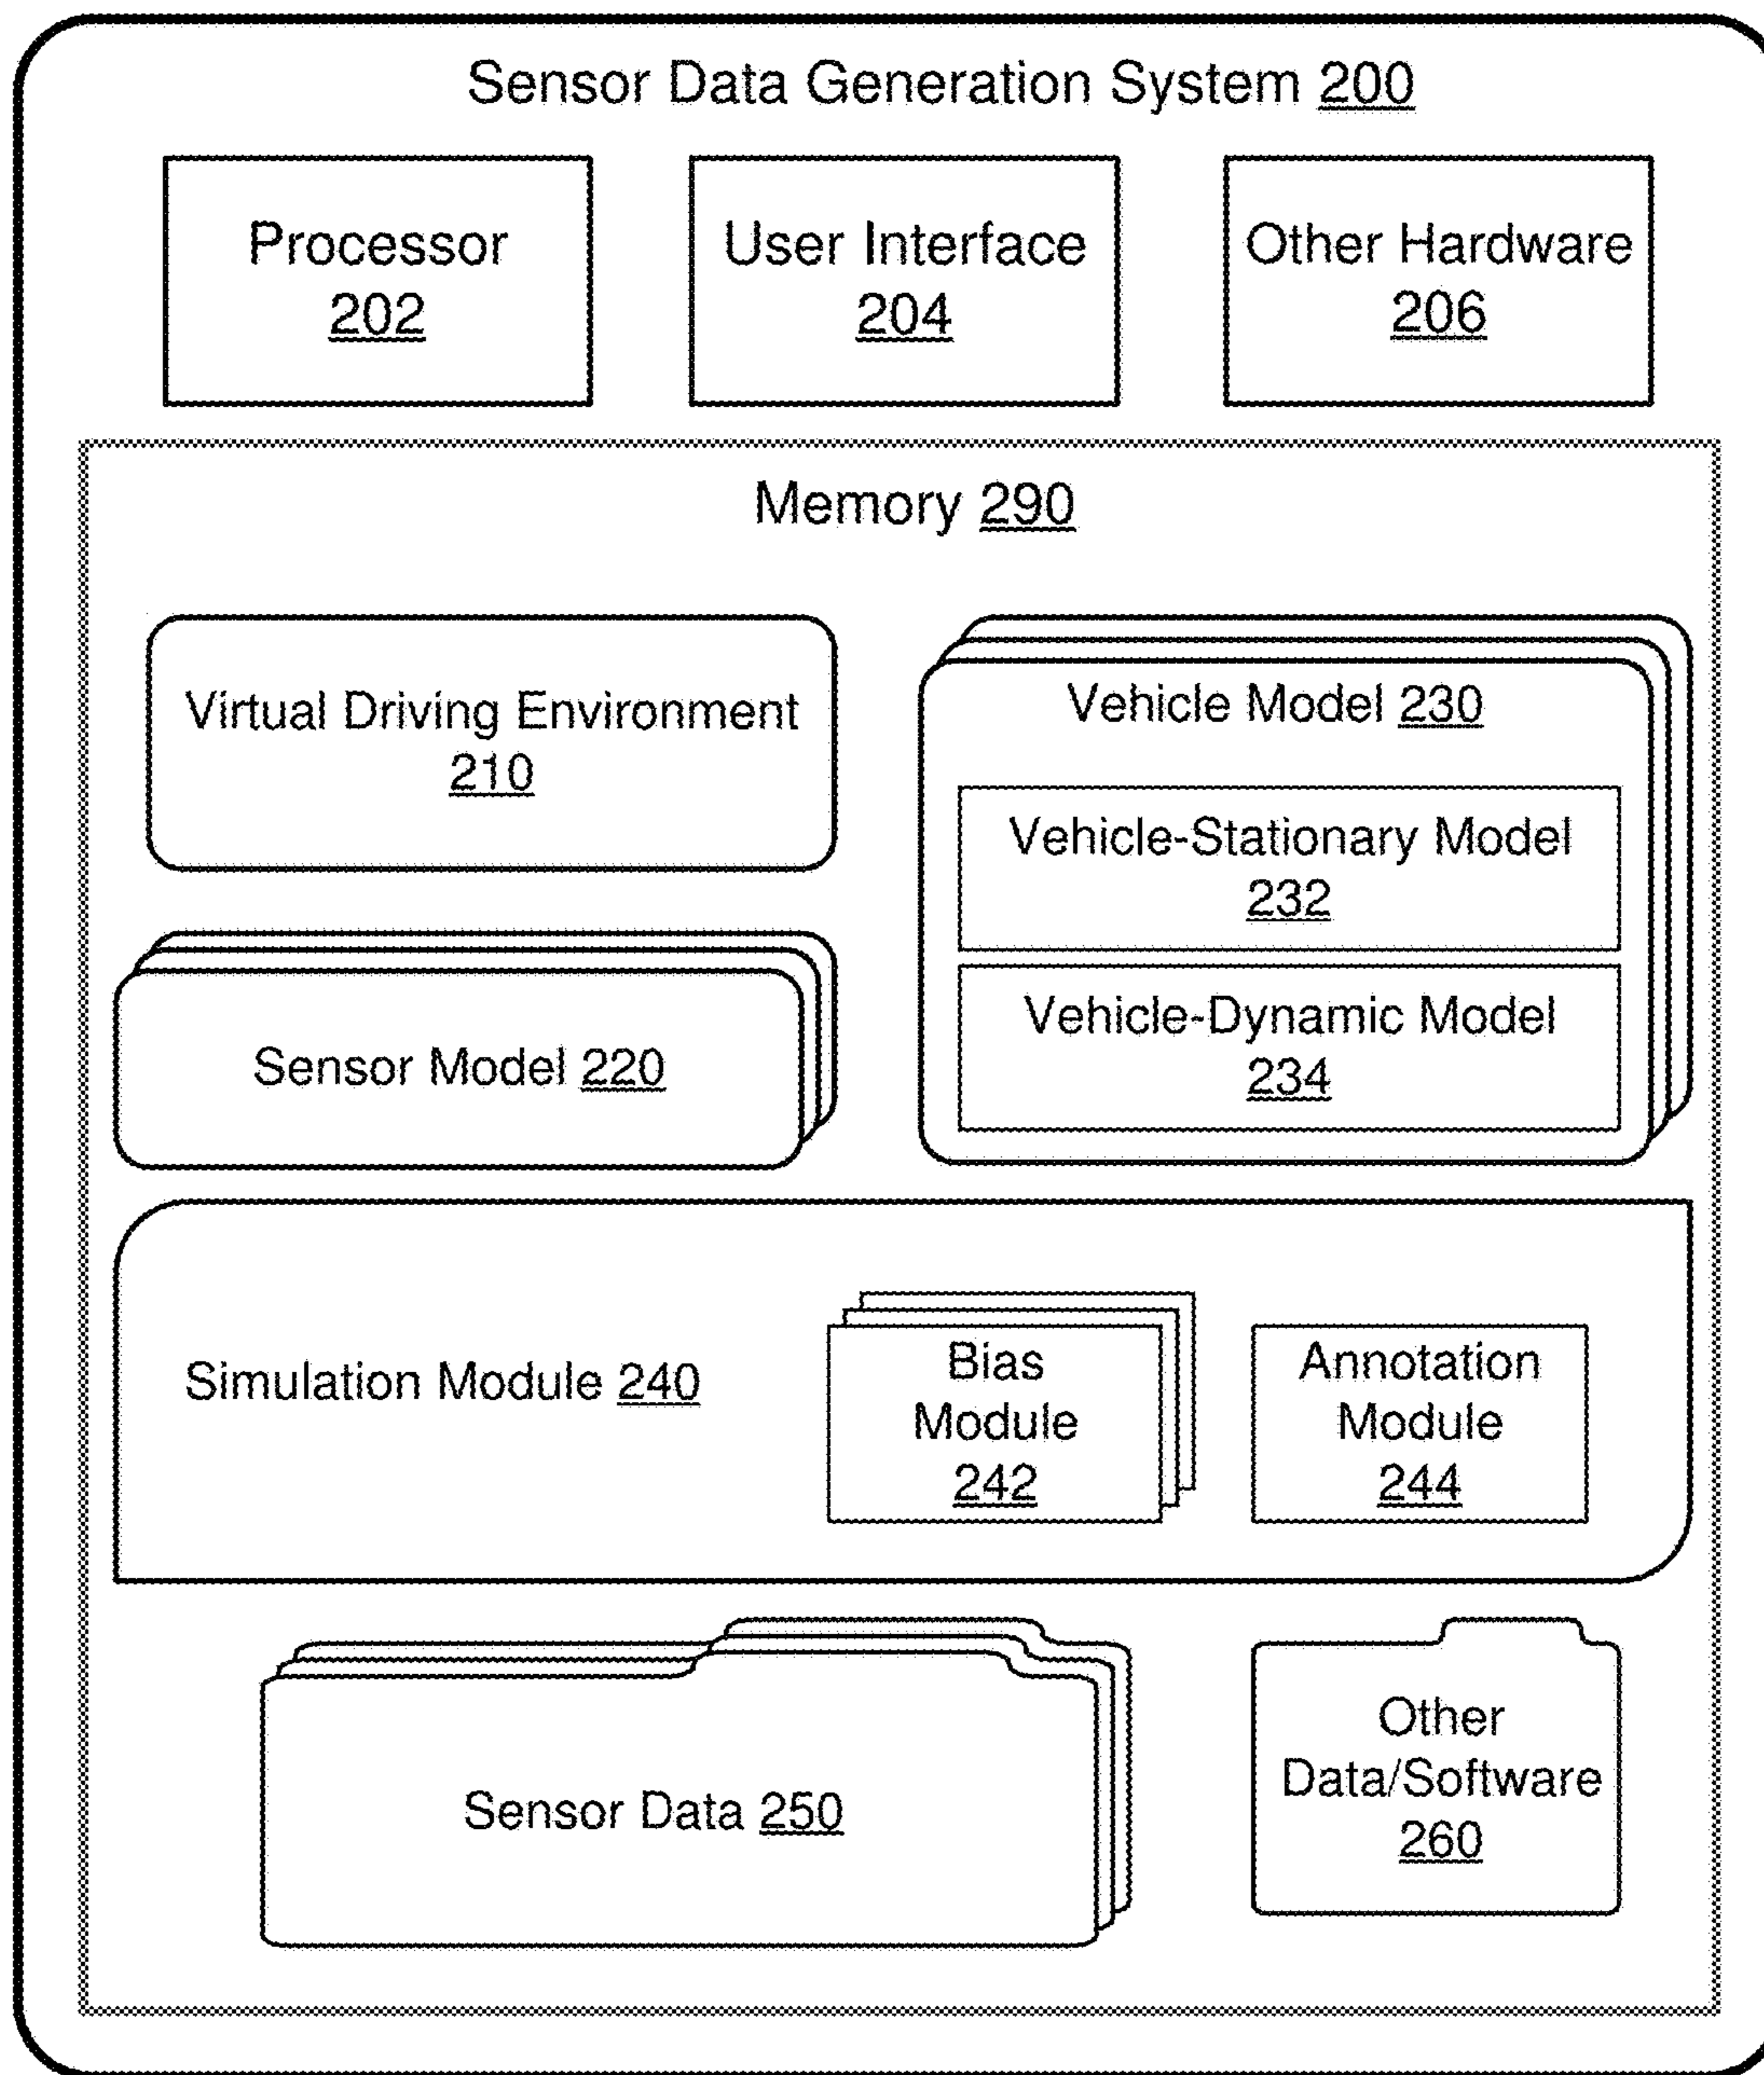 Sensor Data Generation System 200
Processor
202
User Interface
204
Other Hardware
206
Memory 290
Virtual Driving Environment
210
Vehicle Model 230
Vehicle-Stationary Model
232
Vehicle-Dynamic Model
234
Sensor Model 220
Simulation Module 240
Bias
Module
242
Annotation
Module
244
Sensor Data 250
Other
Data/Software
260